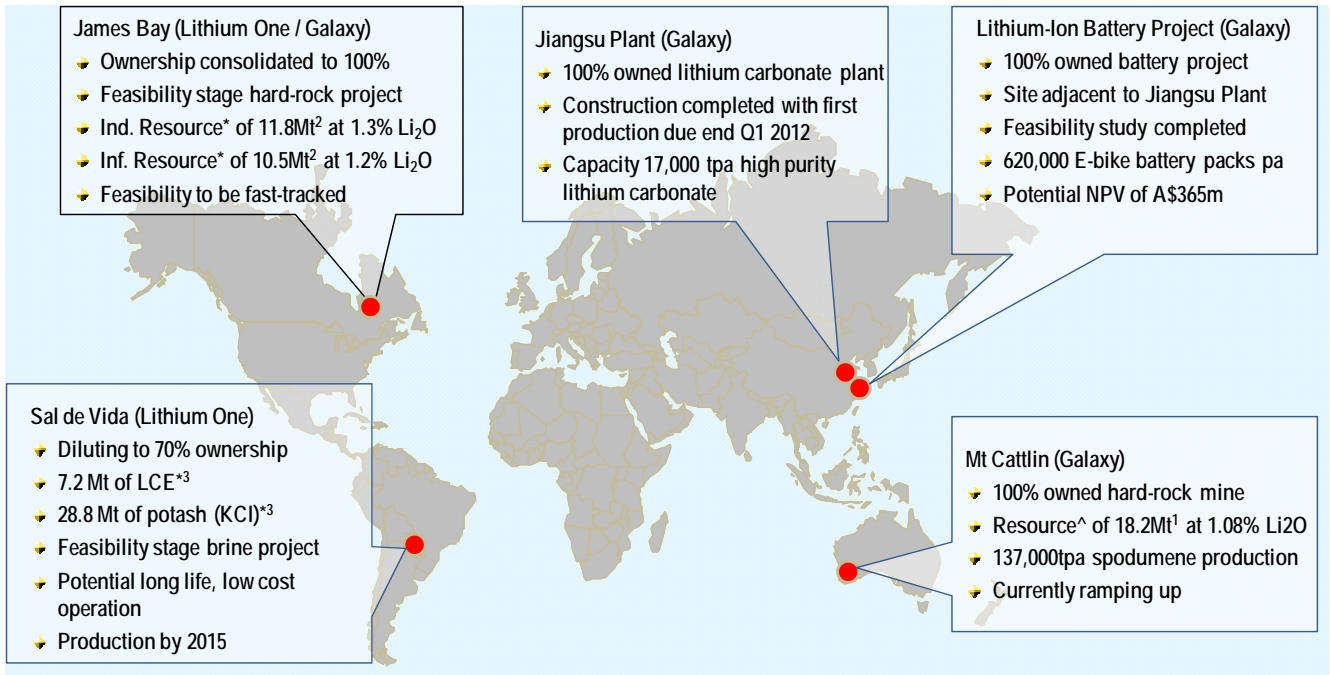 James Bay (Lithium One / Galaxy)
Ownership consolidated to 100%
Feasibility stage hard-rock project
Ind. Resource* of 11.8Mt² at 1.3% Li₂O
Inf. Resource* of 10.5Mt² at 1.2% Li₂O
Feasibility to be fast-tracked
Jiangsu Plant (Galaxy)
100% owned lithium carbonate plant
Construction completed with first
production due end Q1 2012
Capacity 17,000 tpa high purity
lithium carbonate
Lithium-Ion Battery Project (Galaxy)
100% owned battery project
Site adjacent to Jiangsu Plant
Feasibility study completed
620,000 E-bike battery packs pa
Potential NPV of A$365m
Sal de Vida (Lithium One)
Diluting to 70% ownership
7.2 Mt of LCE*³
28.8 Mt of potash (KCl)*³
Feasibility stage brine project
Potential long life, low cost
operation
Production by 2015
Mt Cattlin (Galaxy)
100% owned hard-rock mine
Resource^ of 18.2Mt¹ at 1.08% Li2O
137,000tpa spodumene production
Currently ramping up